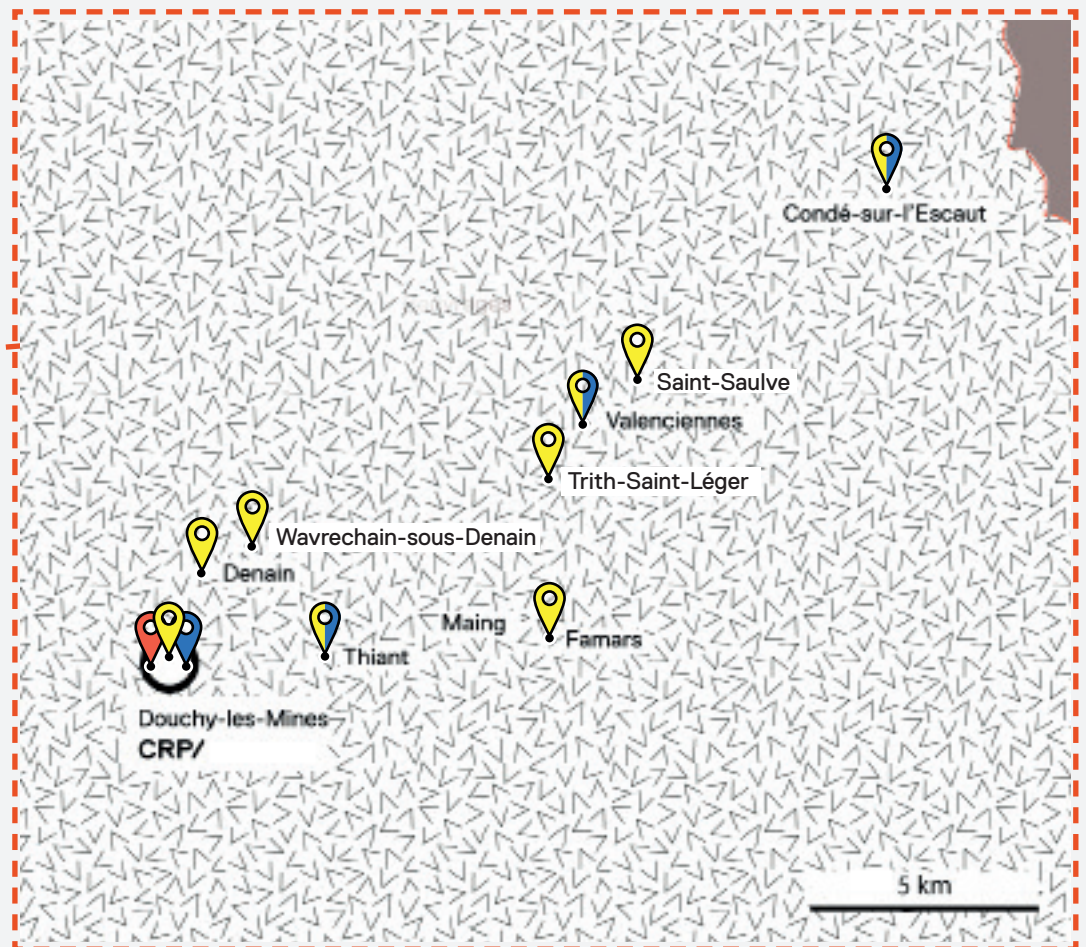 Condé-sur-l'Escaut
Saint-Saulve
Valenciennes
Trith-Saint-Léger
Wavrechain-sous-Denain
Denain
Maing
Famars
Thiant
Douchy-les-Mines
CRP/
5 km